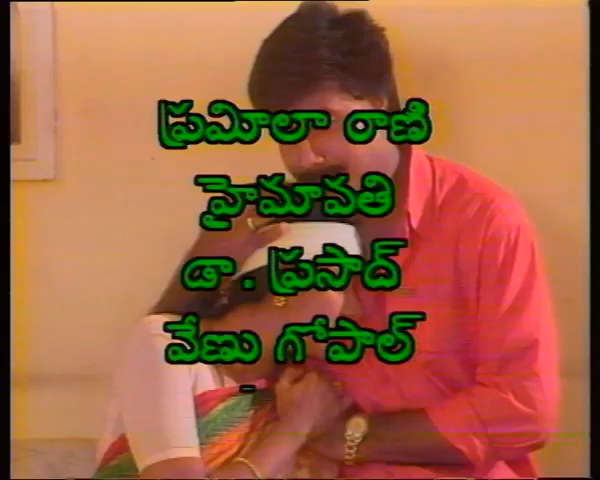 ప్రమీలా రాణి
హైమావతి
డా. ప్రసాద్
వేణు గోపాల్